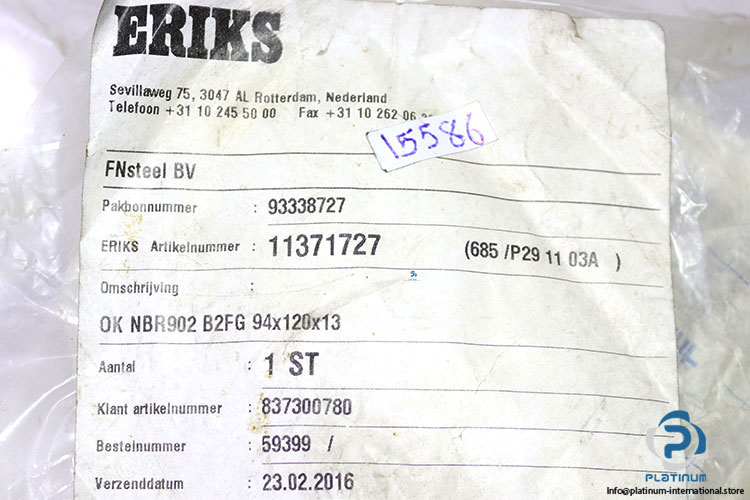 ERIKS
Sevillaweg 75, 3047 AL Rotterdam, Nederland
Telefoon +31 10 245 50 00 Fax +31 10 262 06
15586
FNsteel BV
Pakbonnummer : 93338727
ERIKS Artikelnummer : 11371727 (685 /P29 11 03A )
Omschrijving :
OK NBR902 B2FG 94x120x13
Aantal : 1 ST
Klant artikelnummer : 837300780
Bestelnummer : 59399 /
Verzenddatum : 23.02.2016
PLATINUM
Info@platinum-international.store